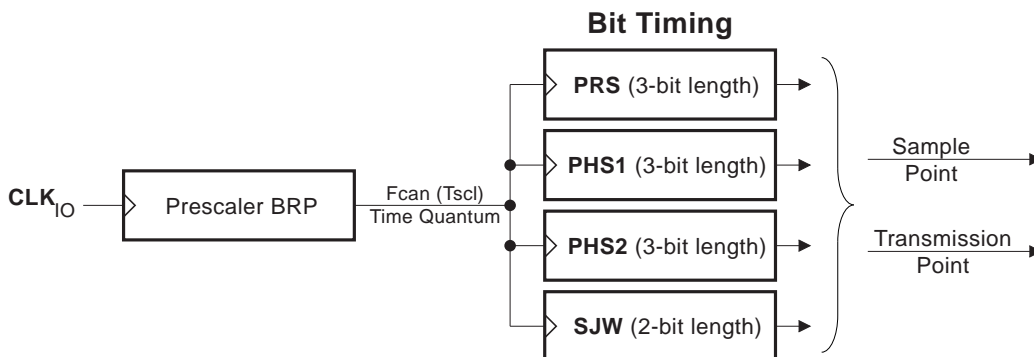 Bit Timing
PRS (3-bit length)
PHS1 (3-bit length)
Sample
Point
CLKIO
Prescaler BRP
Fcan (Tscl)
Time Quantum
PHS2 (3-bit length)
Transmission
Point
SJW (2-bit length)